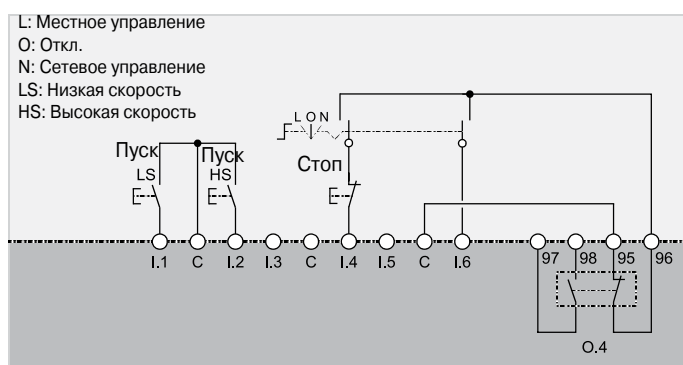 L: Местное управление
O: Откл.
N: Сетевое управление
LS: Низкая скорость
HS: Высокая скорость
L O N
Пуск Пуск
Стоп
LS HS
I.1 C I.2 I.3 C I.4 I.5 C I.6 97 98 95 96
O.4